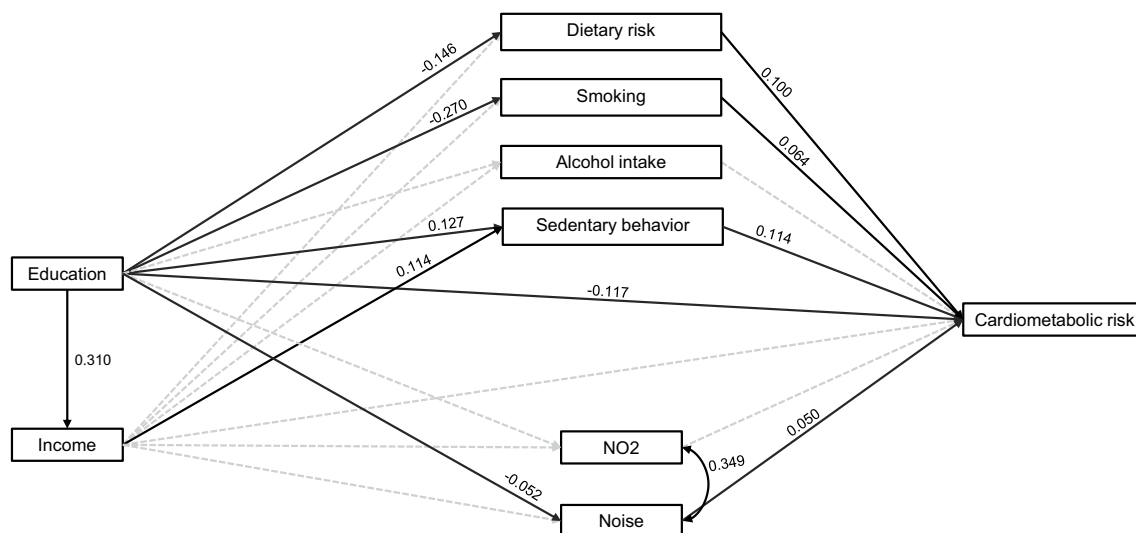 Dietary risk
-0.146
0.100
Smoking
-0.270
0.064
Alcohol intake
Sedentary behavior
0.127
0.114
0.114
Education
-0.117
Cardiometabolic risk
0.310
Income
NO2
0.050
0.349
-0.052
Noise